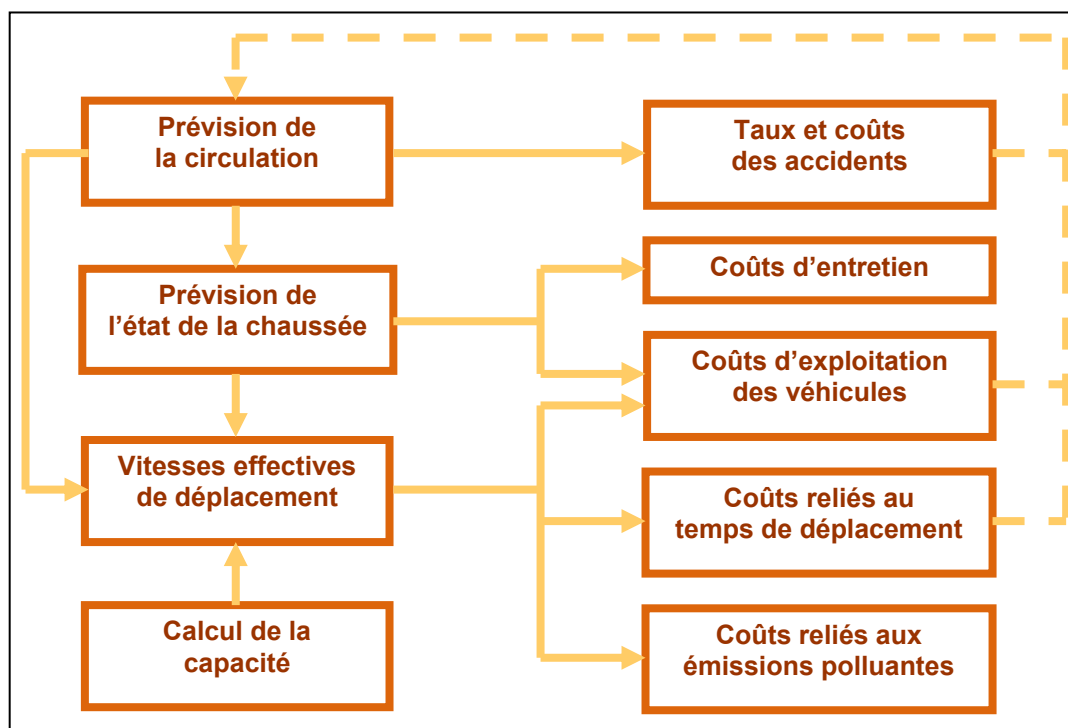 Prévision de
la circulation
Taux et coûts
des accidents
Prévision de
l’état de la chaussée
Coûts d’entretien
Coûts d’exploitation
des véhicules
Vitesses effectives
de déplacement
Coûts reliés au
temps de déplacement
Calcul de la
capacité
Coûts reliés aux
émissions polluantes